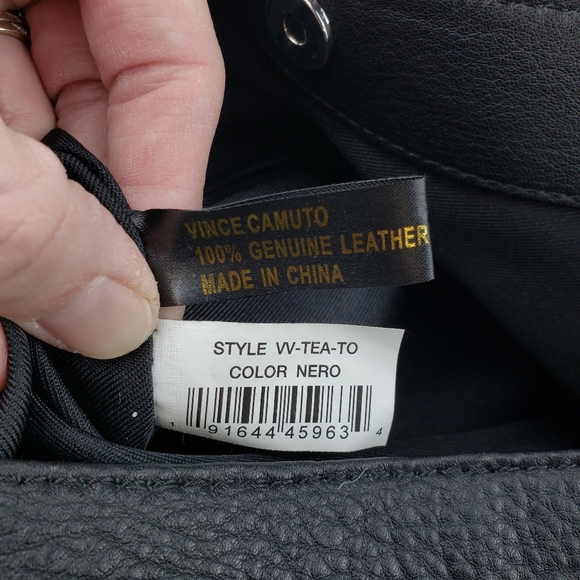 VINCE CAMUTO
100% GENUINE LEATHER
MADE IN CHINA
STYLE VV-TEA-TO
COLOR NERO
1 91644 45963 4